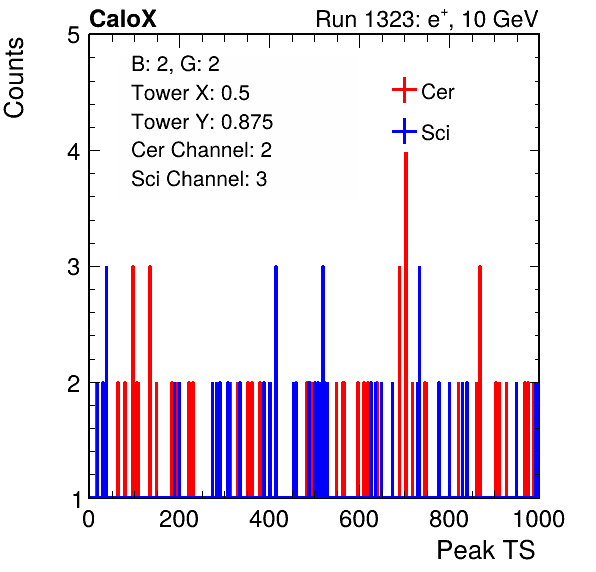 CaloX Run 1323: e⁺, 10 GeV
Counts
5
B: 2, G: 2
Tower X: 0.5
Tower Y: 0.875
Cer Channel: 2
Sci Channel: 3
Cer
Sci
4
3
2
1
0 200 400 600 800 1000
Peak TS